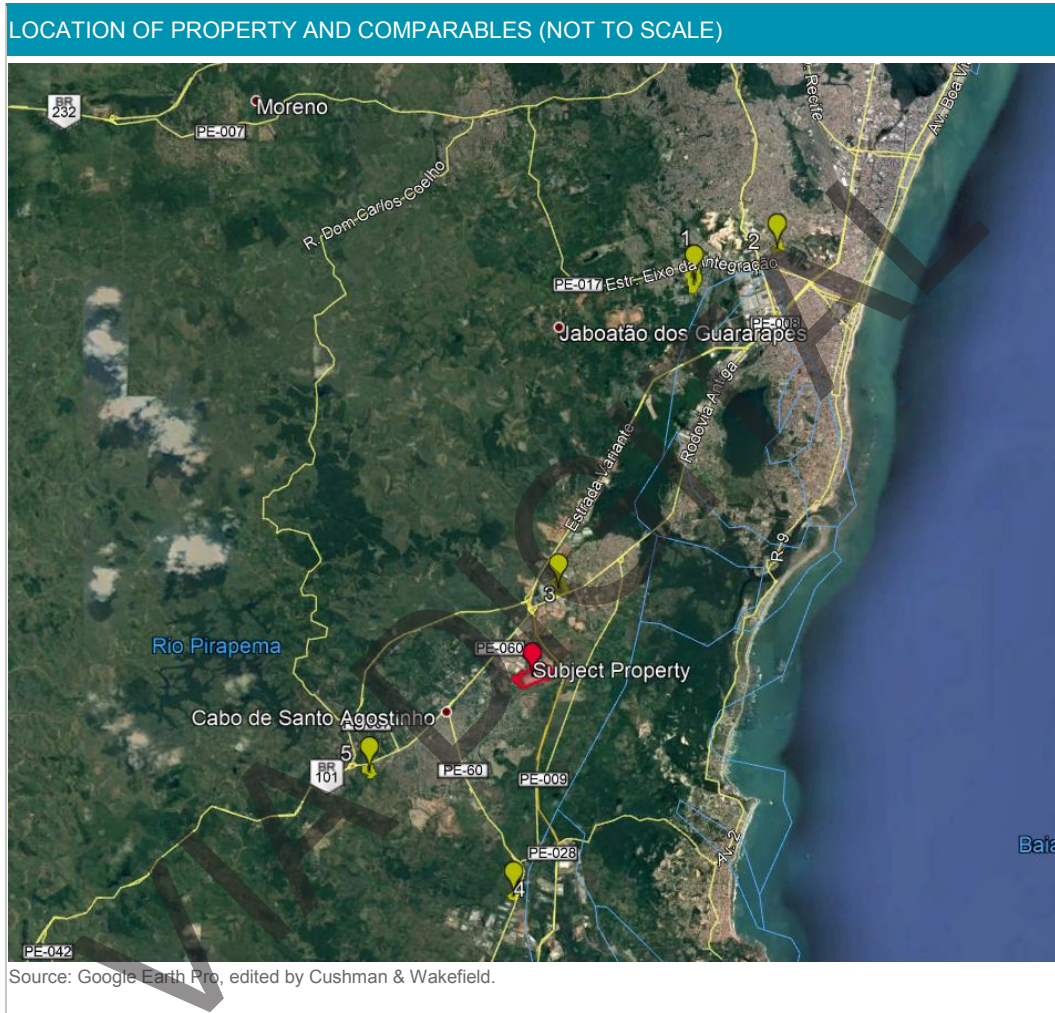 LOCATION OF PROPERTY AND COMPARABLES (NOT TO SCALE)
BR
232
Moreno
PE-007
Recife
Av. Boa Vi
R. Dom Carlos Coelho
1
2
Estr. Eixo da Integração
PE-017
Jaboatão dos Guararapes
PE-008
Rodovia Antiga
Estrada Variante
R. 9
3
Rio Pirapema
PE-060
Subject Property
Cabo de Santo Agostinho
5
BR
101
PE-60
PE-009
PE-028
Av. 2
4
Baia
PE-042
VIA DIGITAL
Source: Google Earth Pro, edited by Cushman & Wakefield.